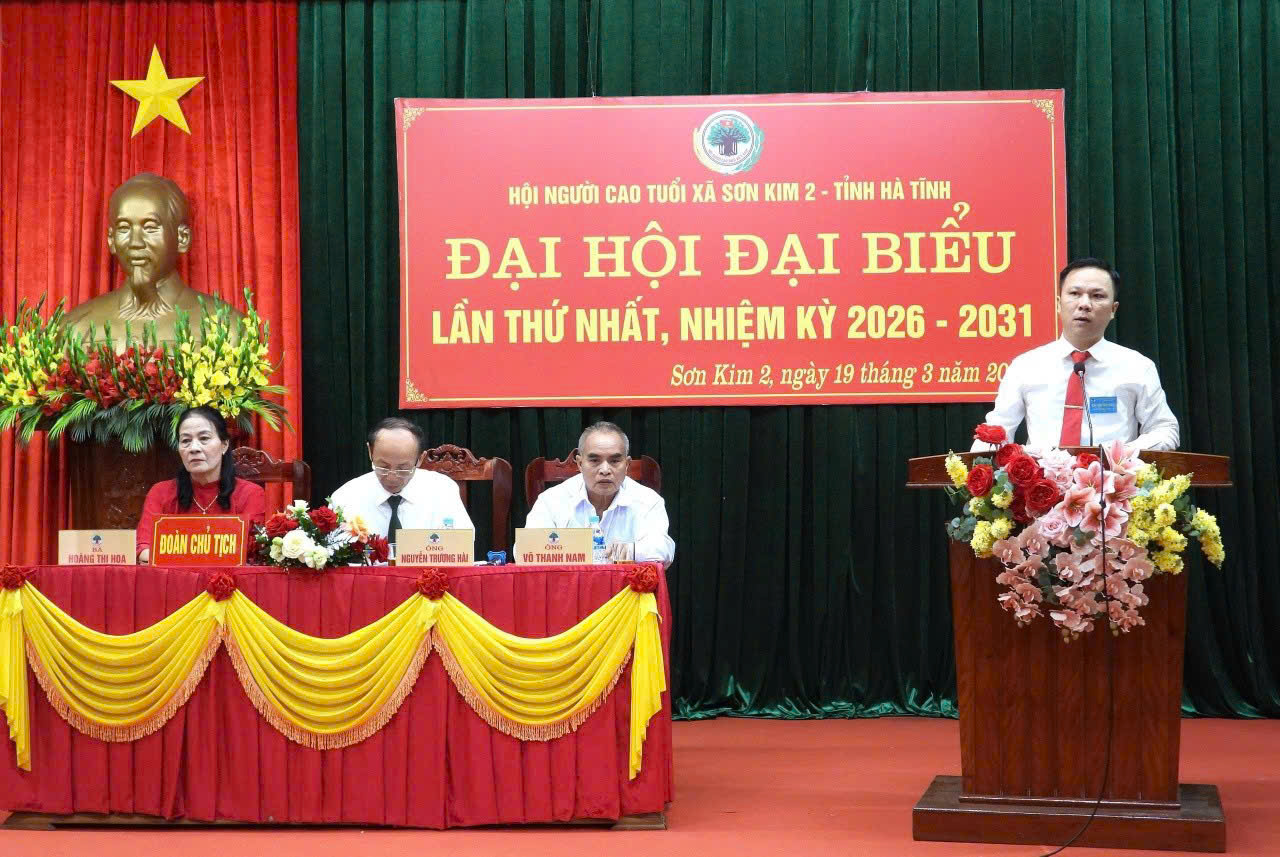 HỘI NGƯỜI CAO TUỔI XÃ SƠN KIM 2 - TỈNH HÀ TĨNH
ĐẠI HỘI ĐẠI BIỂU
LẦN THỨ NHẤT, NHIỆM KỲ 2026 - 2031
Sơn Kim 2, ngày 19 tháng 3 năm 20
BÀ
HOÀNG THỊ HOA
ĐOÀN CHỦ TỊCH
ÔNG
NGUYỄN THƯƠNG HẢI
ÔNG
VÕ THANH NAM